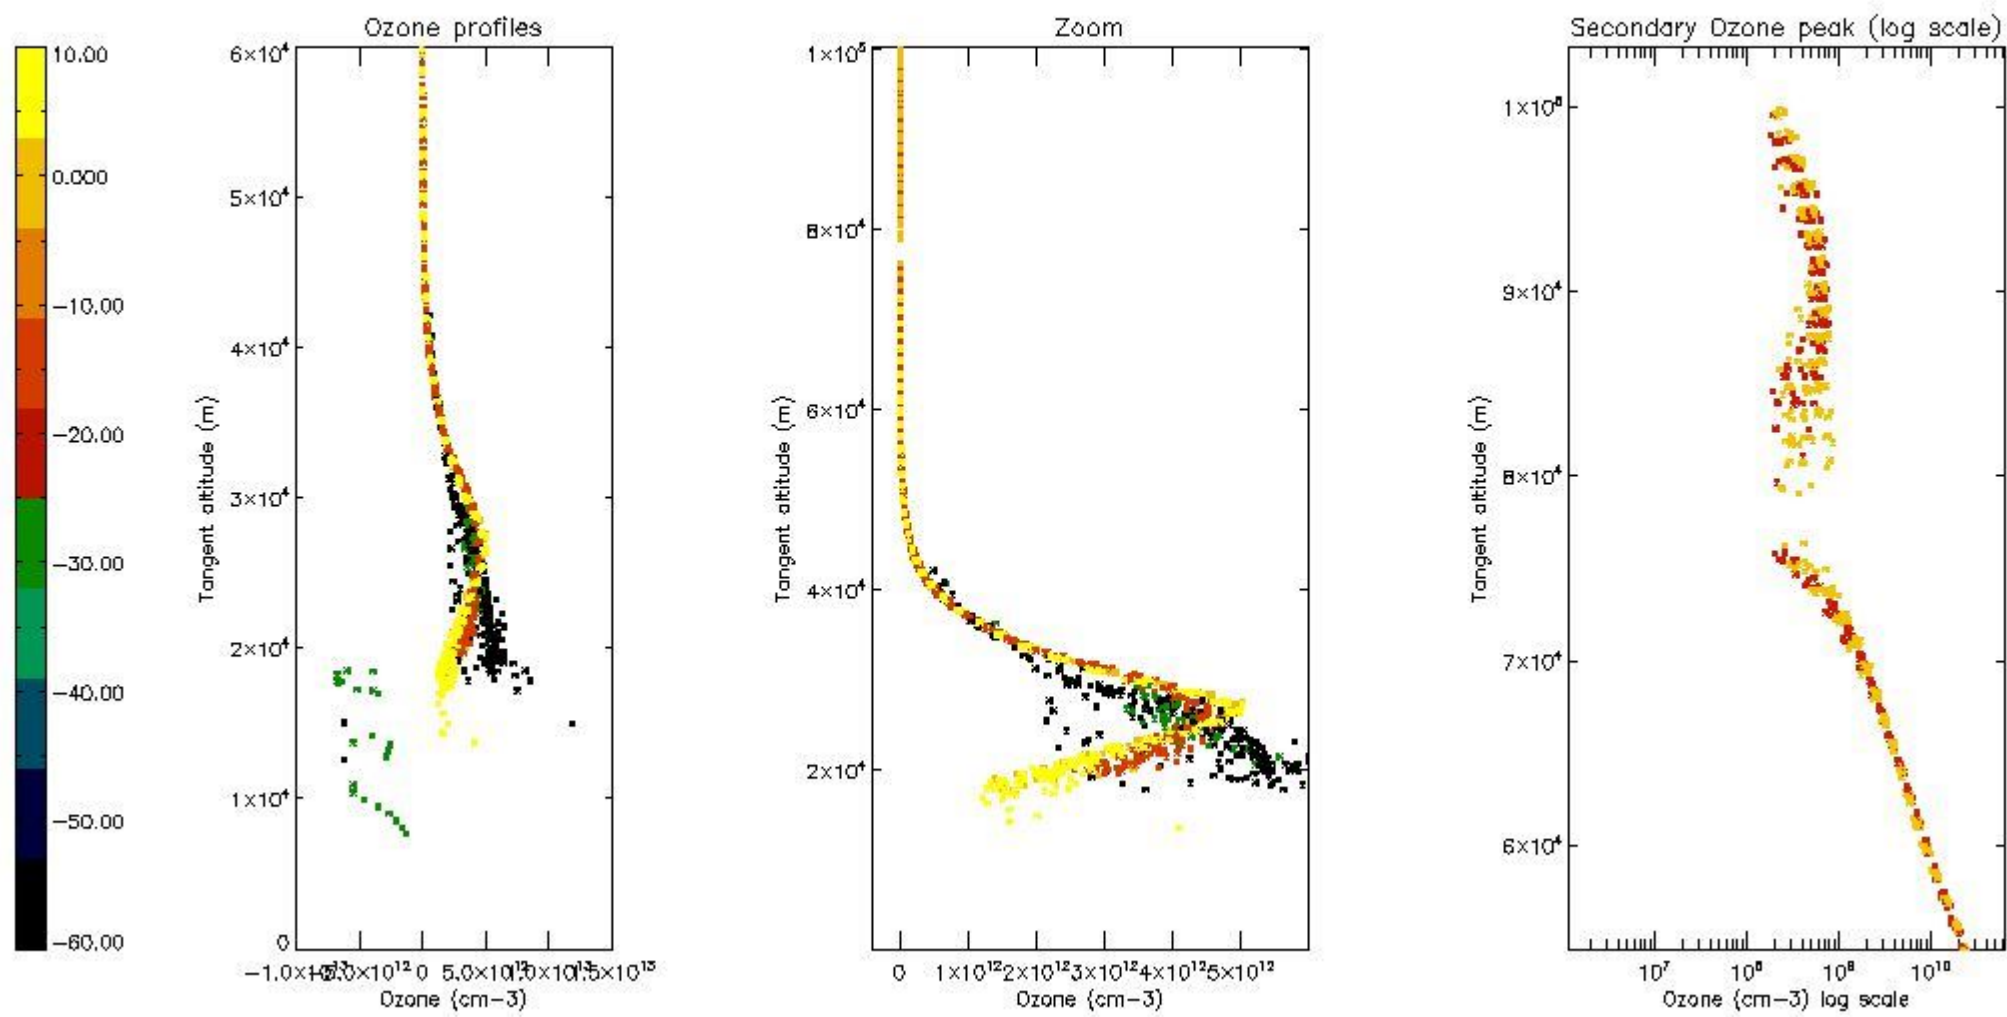 Ozone profiles
Zoom
Secondary Ozone peak (log scale)
10.00
0.000
−10.00
−20.00
−30.00
−40.00
−50.00
−60.00
6×10⁴
5×10⁴
4×10⁴
3×10⁴
2×10⁴
1×10⁴
0
Tangent altitude (m)
0
Ozone (cm−3)
1×10⁵
8×10⁴
6×10⁴
4×10⁴
2×10⁴
Tangent altitude (m)
0 1×10¹² 2×10¹² 3×10¹² 4×10¹² 5×10¹²
Ozone (cm−3)
9×10⁴
8×10⁴
7×10⁴
6×10⁴
Tangent altitude (m)
10⁷ 10⁸ 10⁹ 10¹⁰
Ozone (cm−3) log scale